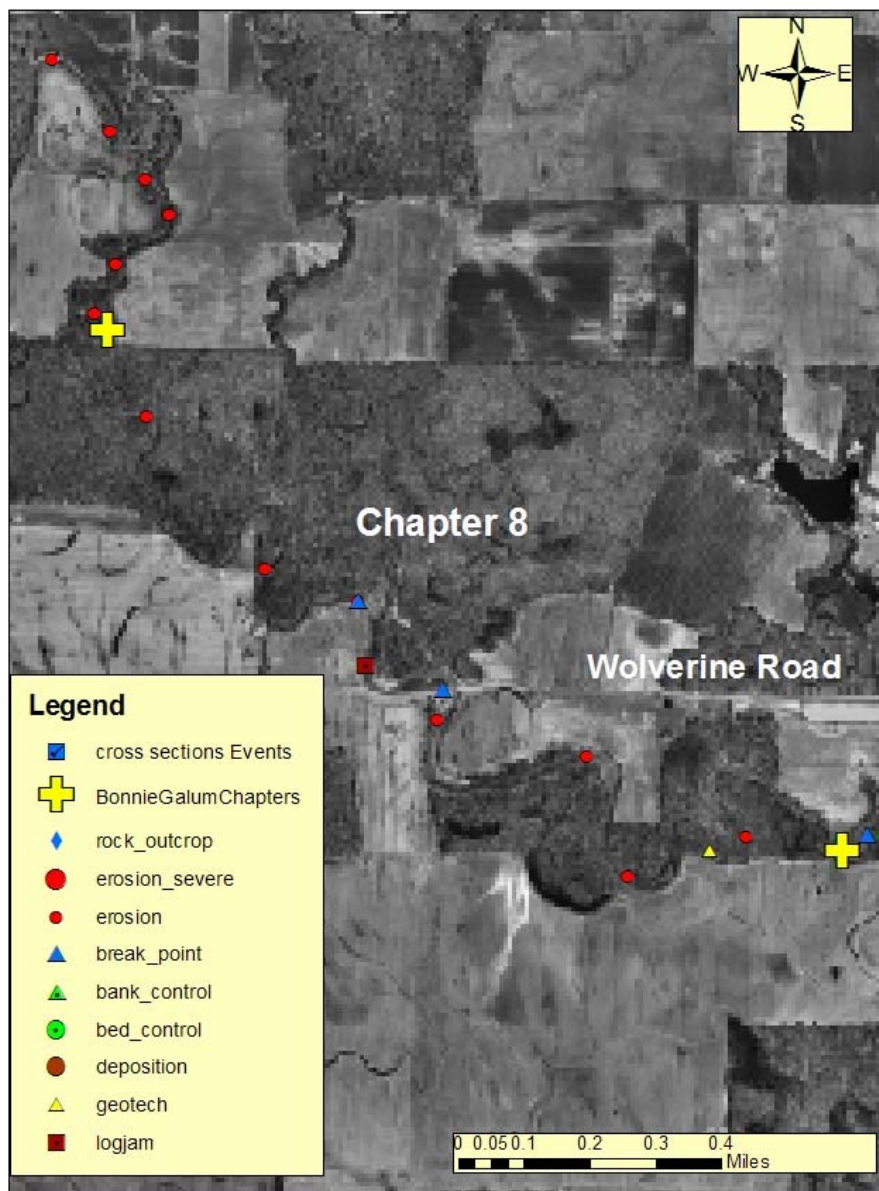 N
W E
S
Chapter 8
Wolverine Road
Legend
cross sections Events
BonnieGalumChapters
rock_outcrop
erosion_severe
erosion
break_point
bank_control
bed_control
deposition
geotech
logjam
0 0.05 0.1 0.2 0.3 0.4
Miles